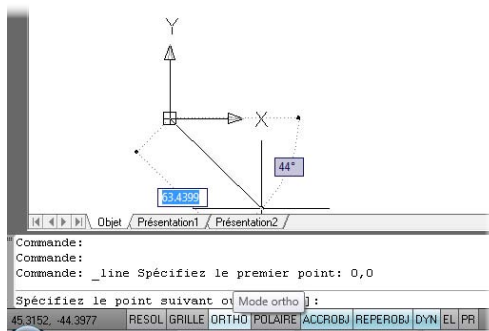 Y
X
44°
63.4399
Objet Présentation1 Présentation2
Commande:
Commande:
Commande: _line Spécifiez le premier point: 0,0
Spécifiez le point suivant ou Mode ortho ]:
45.3152, -44.3977 RESOL GRILLE ORTHO POLAIRE ACCROBJ REPEROBJ DYN EL PR